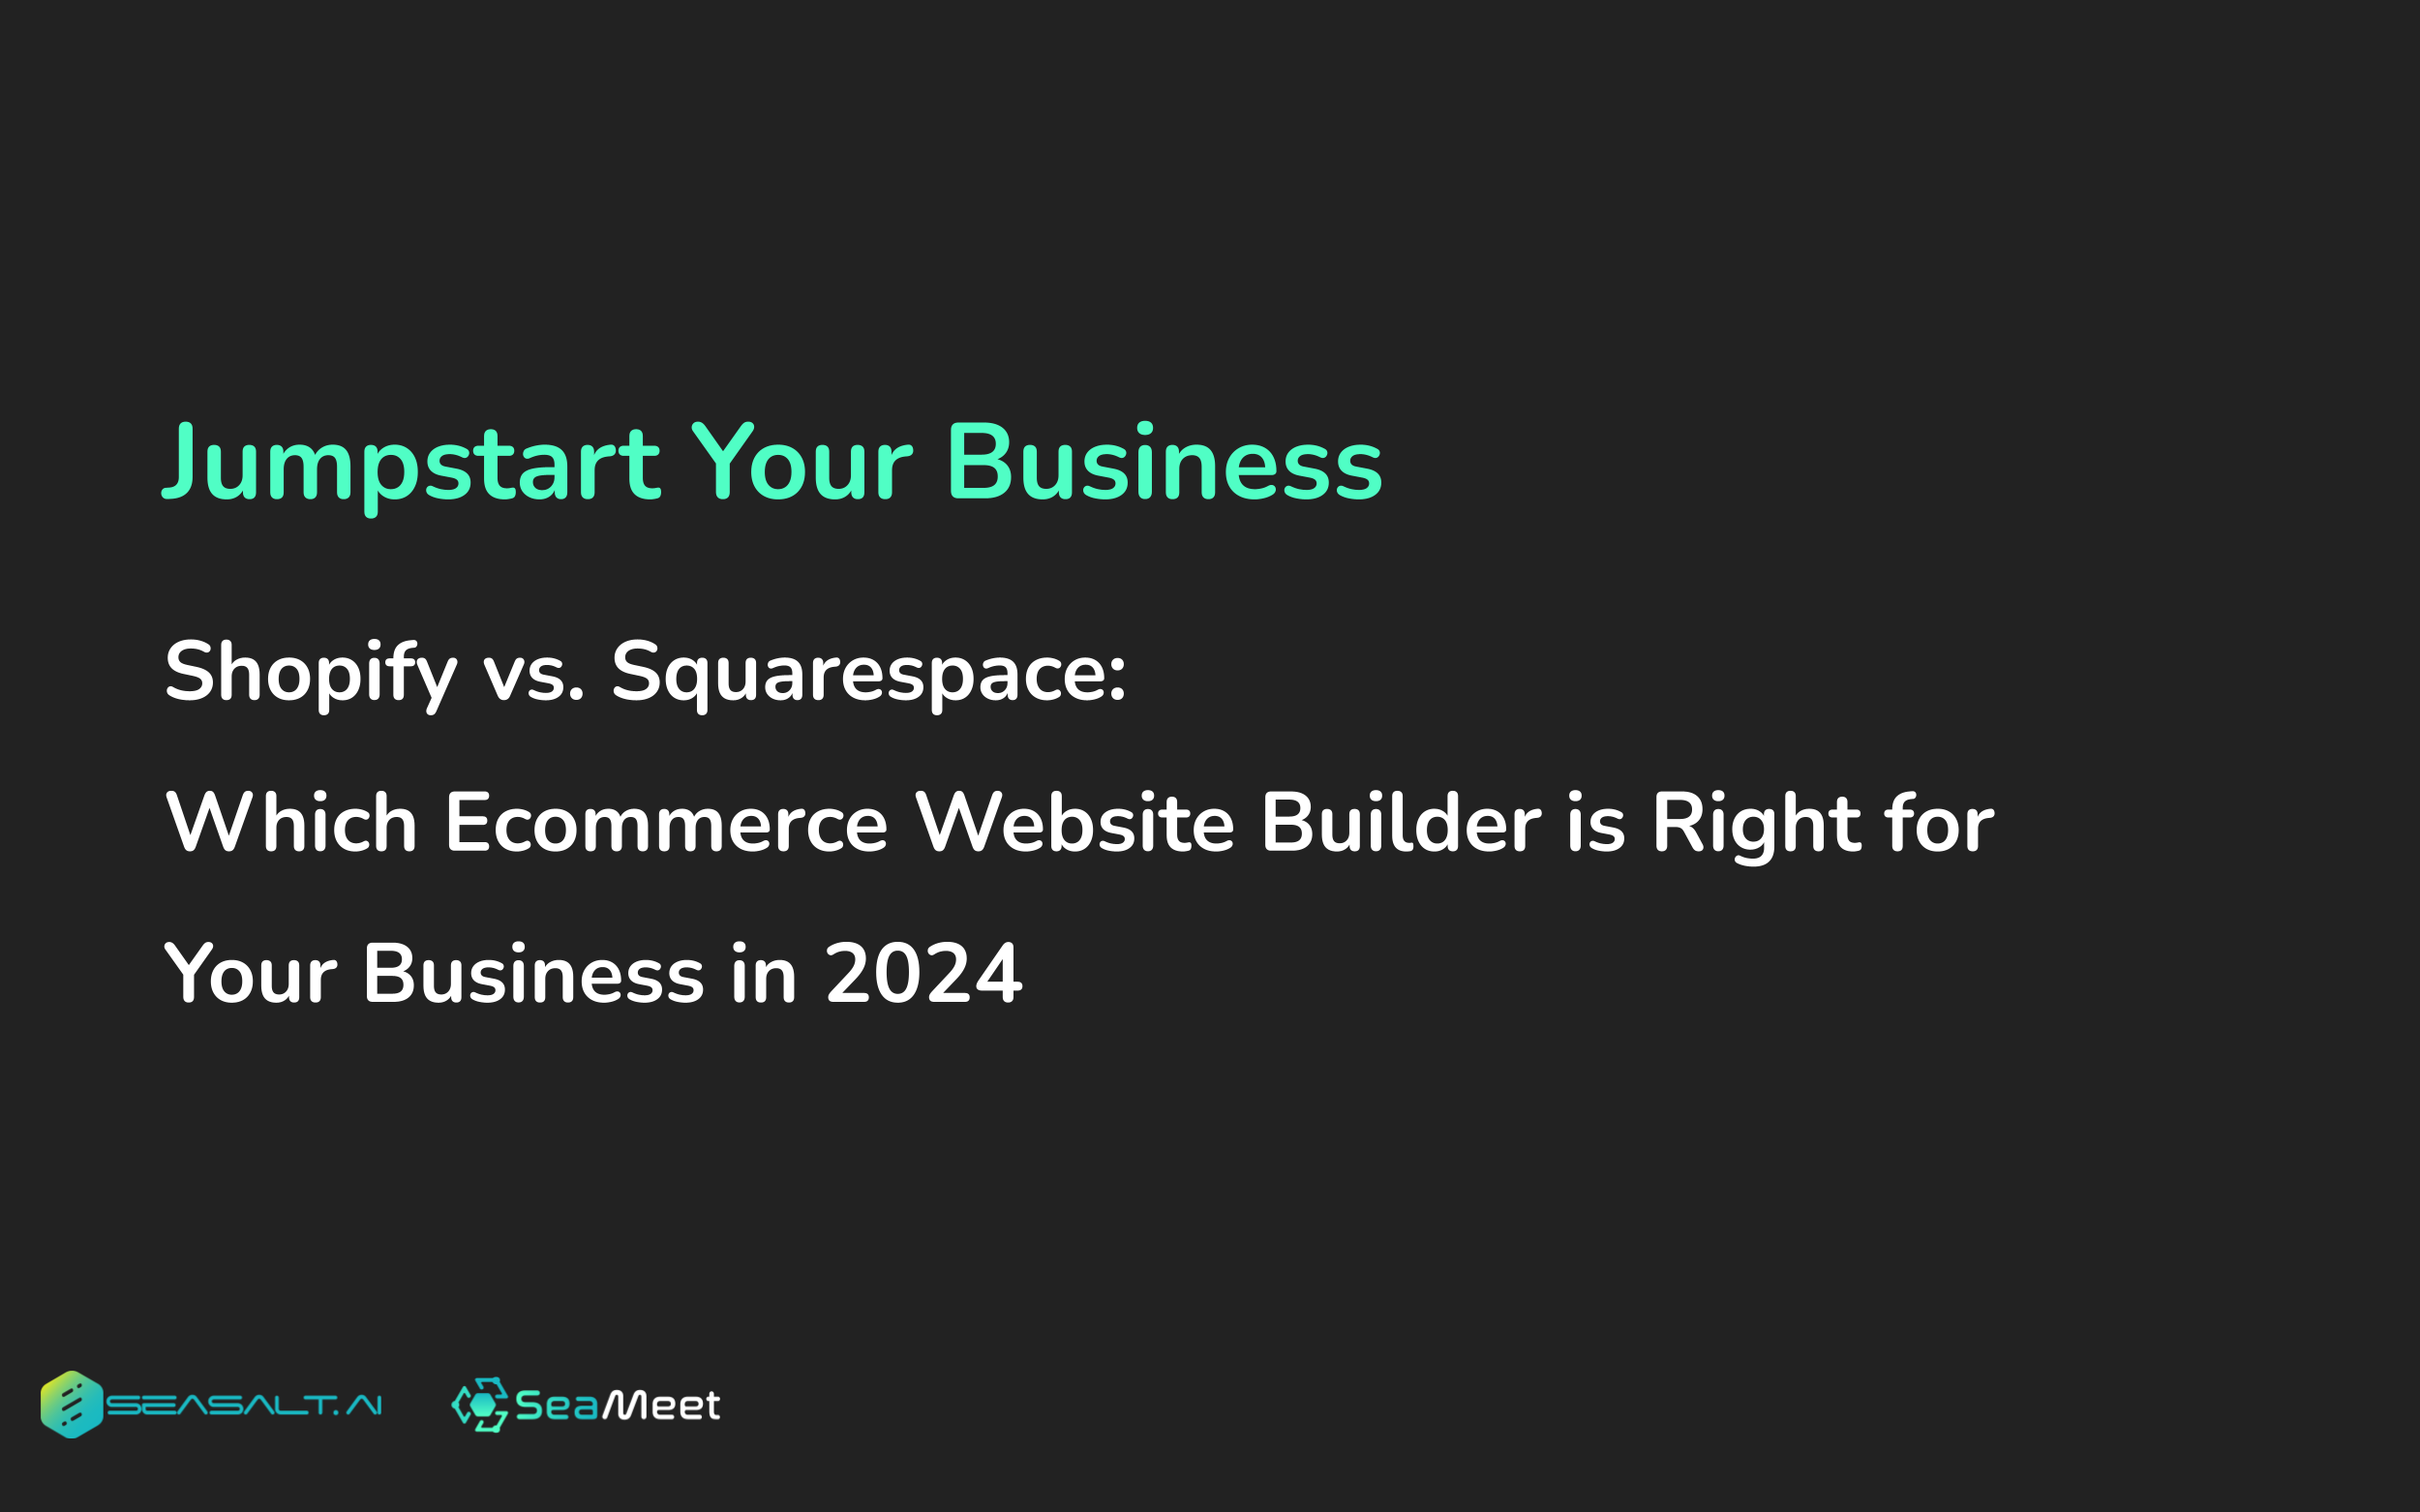 Jumpstart Your Business
Shopify vs. Squarespace:
Which Ecommerce Website Builder is Right for
Your Business in 2024
SEASALT.AI
SeaMeet